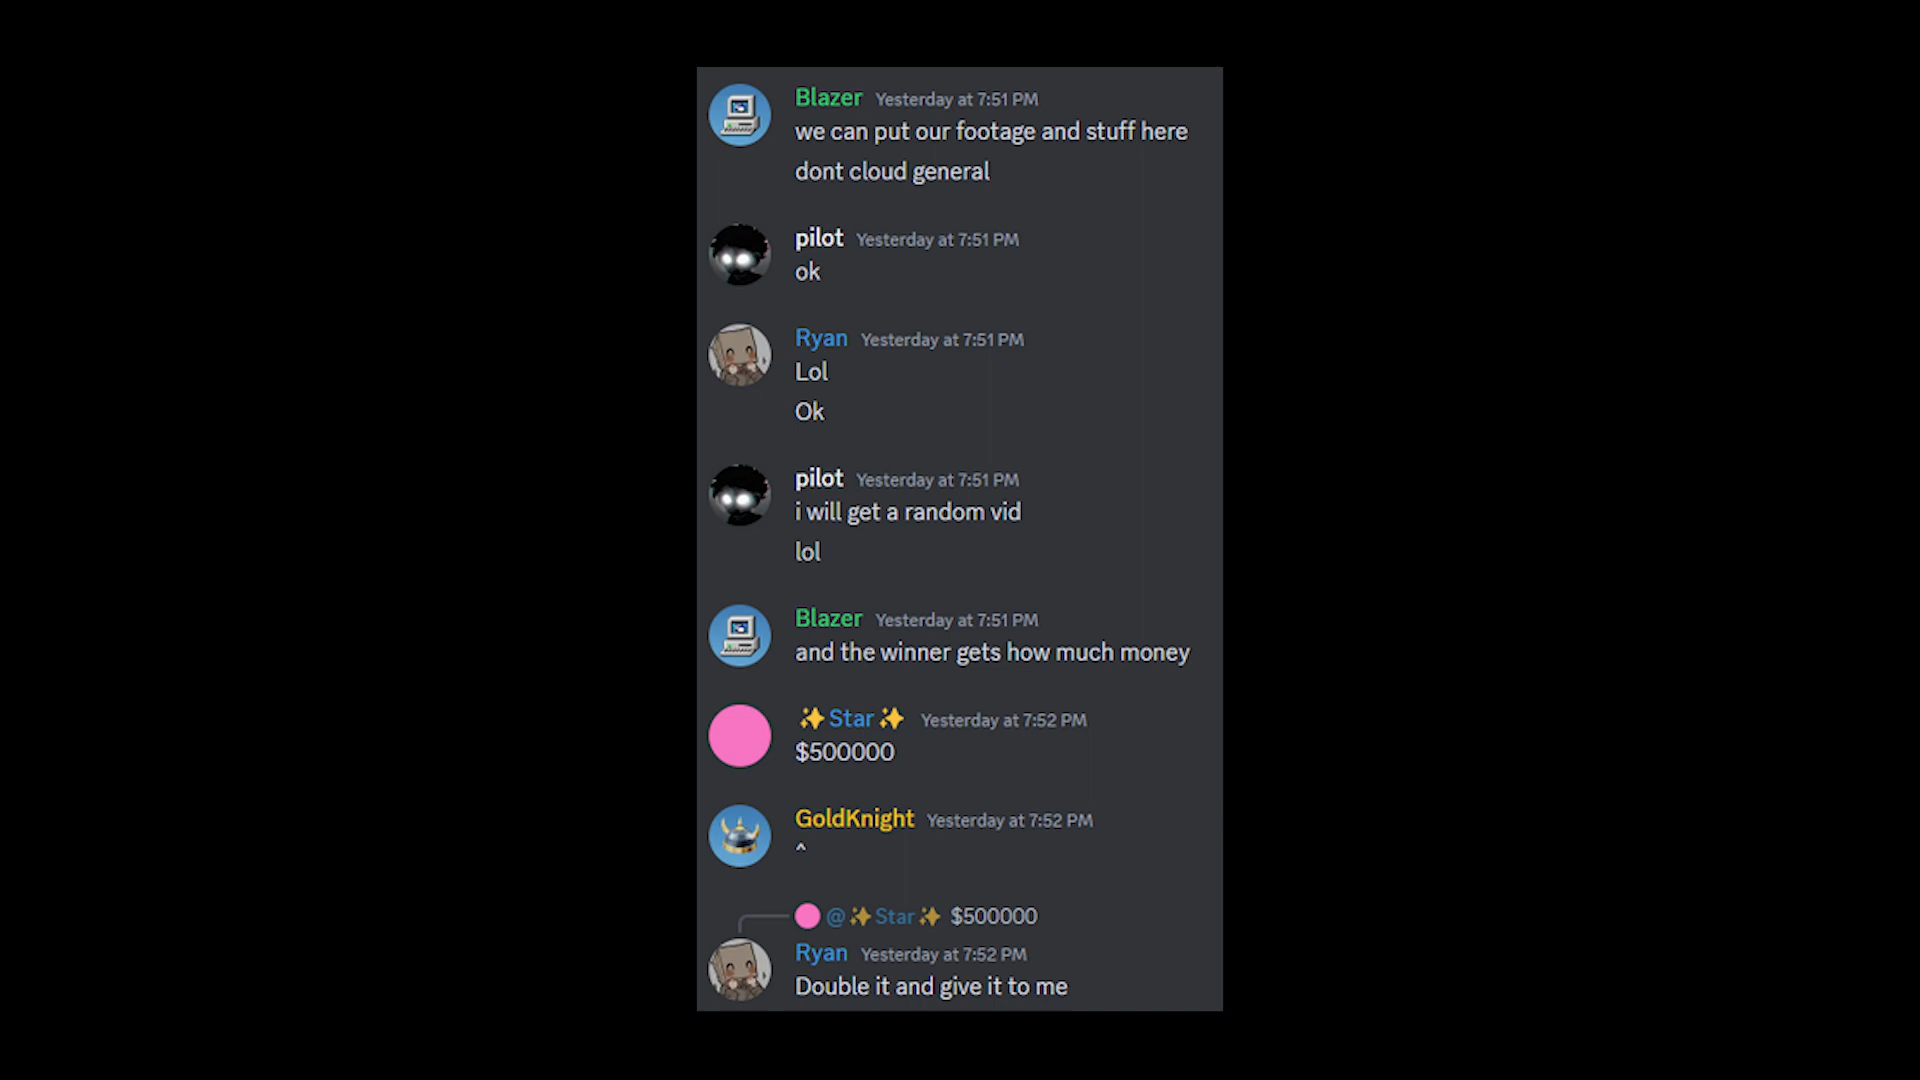 Blazer Yesterday at 7:51 PM
we can put our footage and stuff here
dont cloud general
pilot Yesterday at 7:51 PM
ok
Ryan Yesterday at 7:51 PM
Lol
Ok
pilot Yesterday at 7:51 PM
i will get a random vid
lol
Blazer Yesterday at 7:51 PM
and the winner gets how much money
✨Star✨ Yesterday at 7:52 PM
$500000
GoldKnight Yesterday at 7:52 PM
^
@✨Star✨ $500000
Ryan Yesterday at 7:52 PM
Double it and give it to me